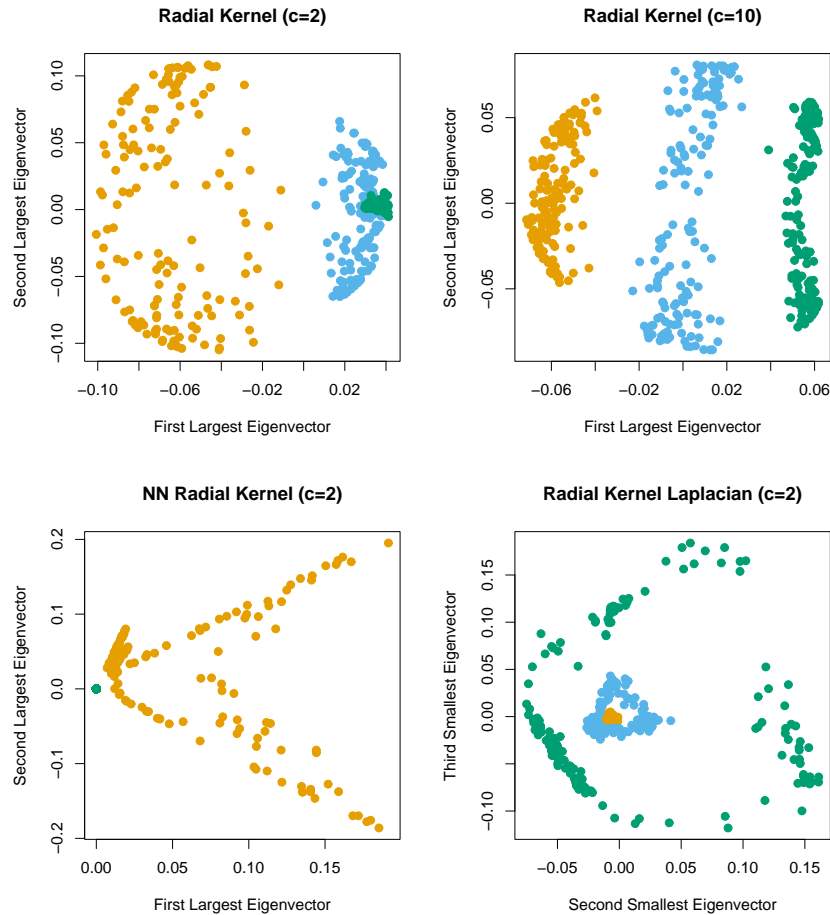 Radial Kernel (c=2)
Second Largest Eigenvector
0.10
0.05
0.00
−0.05
−0.10
−0.10
−0.06
−0.02
0.02
First Largest Eigenvector
Radial Kernel (c=10)
Second Largest Eigenvector
0.05
0.00
−0.05
−0.06
−0.02
0.02
0.06
First Largest Eigenvector
NN Radial Kernel (c=2)
Second Largest Eigenvector
0.2
0.1
0.0
−0.1
−0.2
0.00
0.05
0.10
0.15
First Largest Eigenvector
Radial Kernel Laplacian (c=2)
Third Smallest Eigenvector
0.15
0.10
0.05
0.00
−0.10
−0.05
0.00
0.05
0.10
0.15
Second Smallest Eigenvector